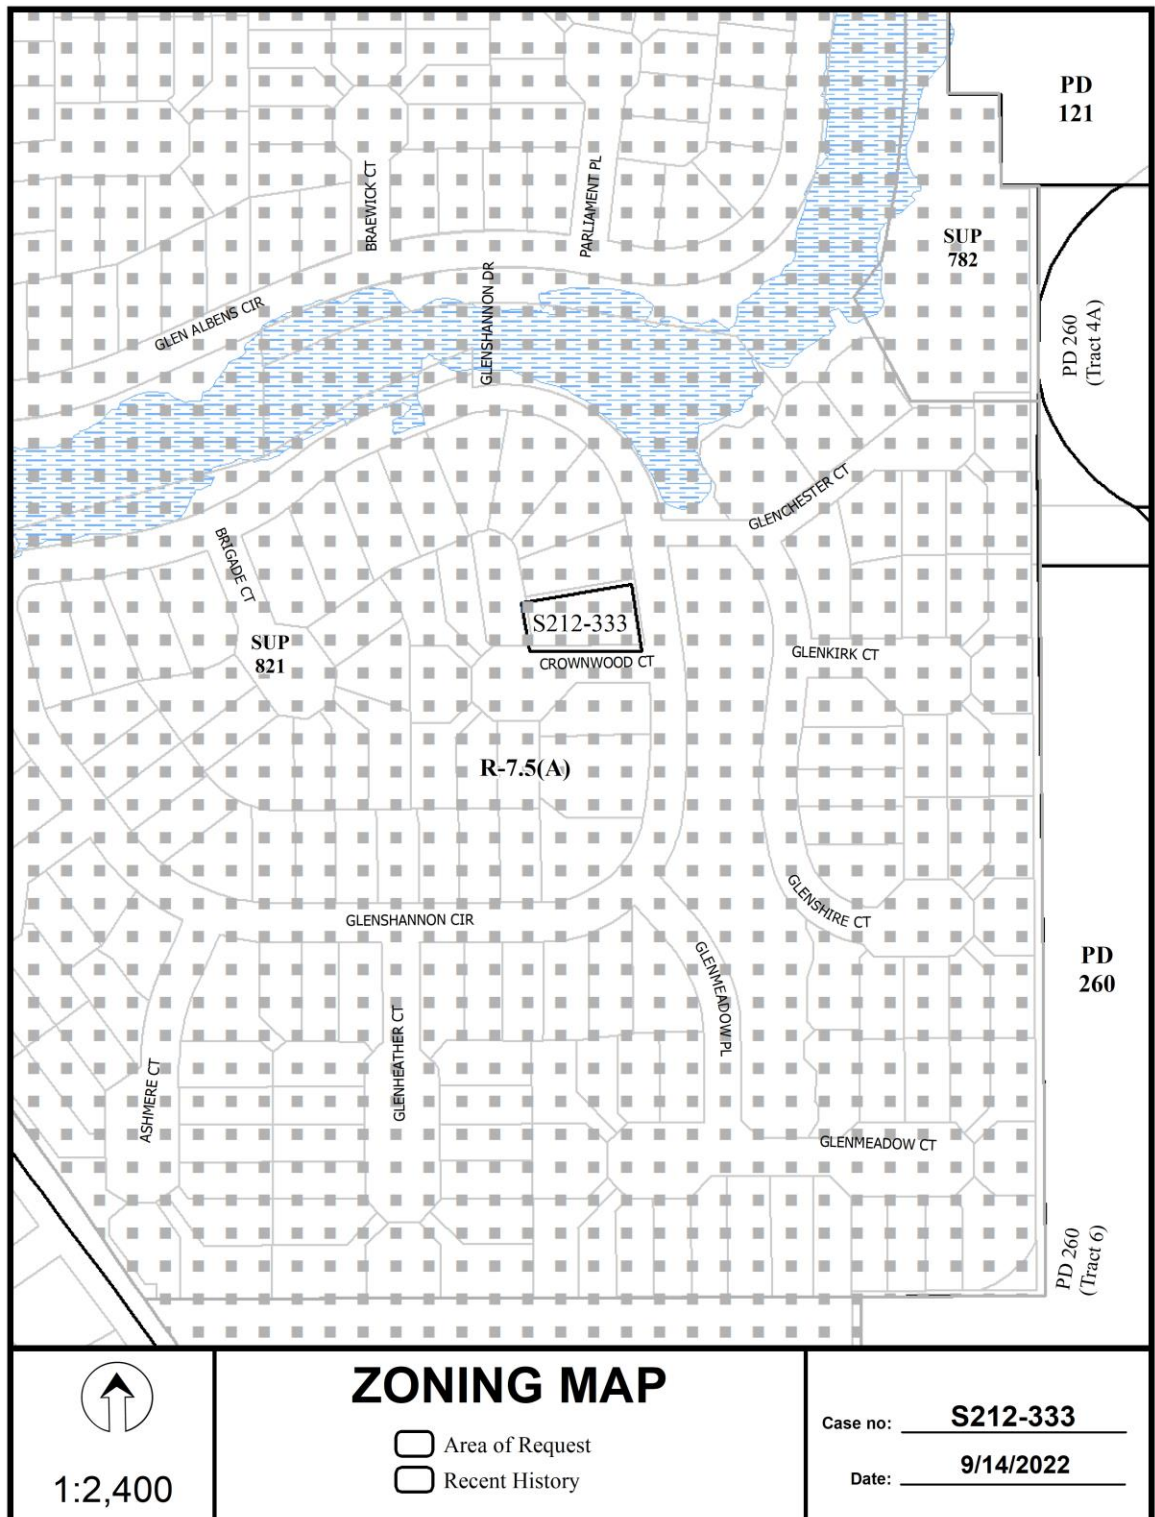 PD
121
BRAEWICK CT
PARLIAMENT PL
SUP
782
GLENSHANNON DR
GLEN ALBENS CIR
PD 260
(Tract 4A)
GLENCHESTER CT
BRIGADE CT
S212-333
SUP
821
CROWNWOOD CT
GLENKIRK CT
R-7.5(A)
GLENSHIRE CT
GLENSHANNON CIR
GLENMEADOW PL
PD
260
GLENHEATHER CT
ASHMERE CT
GLENMEADOW CT
PD 260
(Tract 6)
1:2,400
ZONING MAP
Area of Request
Recent History
Case no: S212-333
Date: 9/14/2022